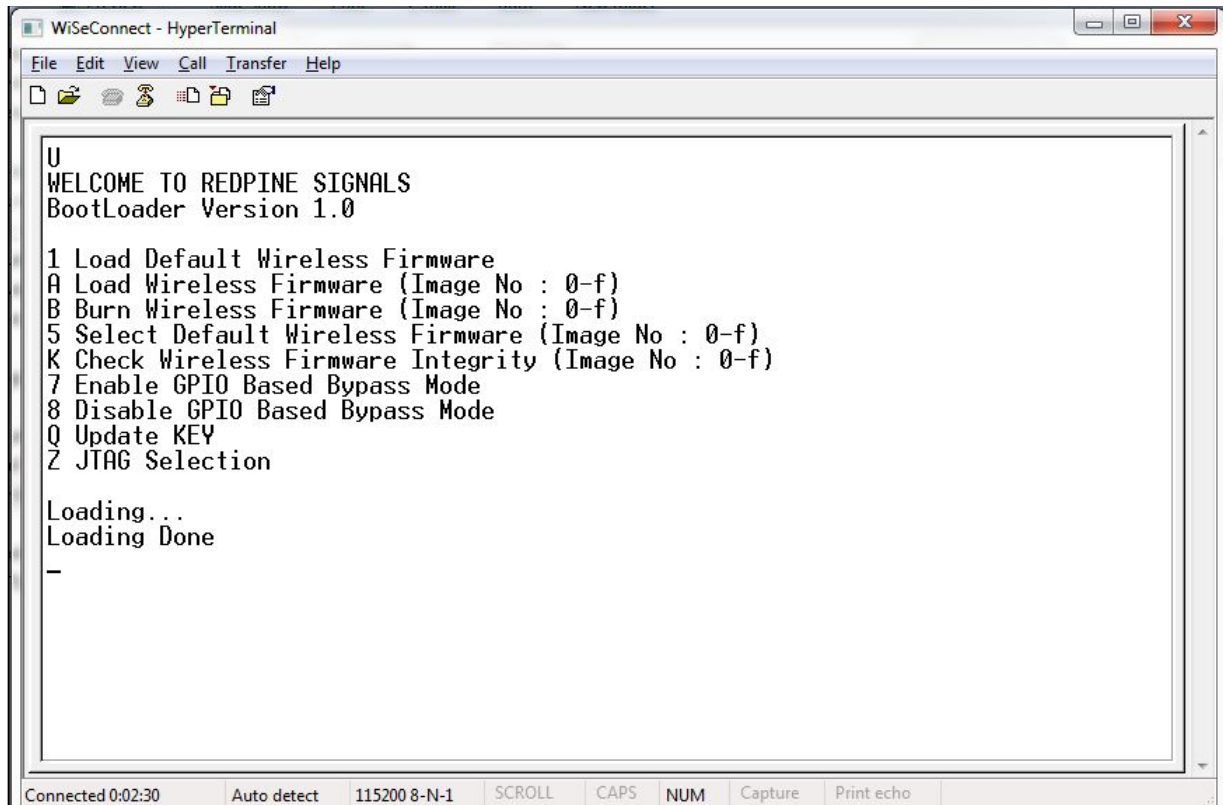 WiSeConnect - HyperTerminal
File Edit View Call Transfer Help
U
WELCOME TO REDPINE SIGNALS
BootLoader Version 1.0
1 Load Default Wireless Firmware
A Load Wireless Firmware (Image No : 0-f)
B Burn Wireless Firmware (Image No : 0-f)
5 Select Default Wireless Firmware (Image No : 0-f)
K Check Wireless Firmware Integrity (Image No : 0-f)
7 Enable GPIO Based Bypass Mode
8 Disable GPIO Based Bypass Mode
Q Update KEY
Z JTAG Selection
Loading...
Loading Done
_
Connected 0:02:30 Auto detect 115200 8-N-1 SCROLL CAPS NUM Capture Print echo